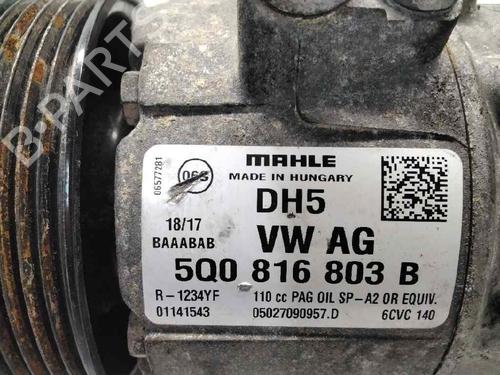 B-PARTS
06577281
06S
MAHLE
MADE IN HUNGARY
DH5
18/17
BAAABAB
VW AG
5Q0 816 803 B
R-1234YF
110 cc PAG OIL SP-A2 OR EQUIV.
01141543
05027090957.D
6CVC 140